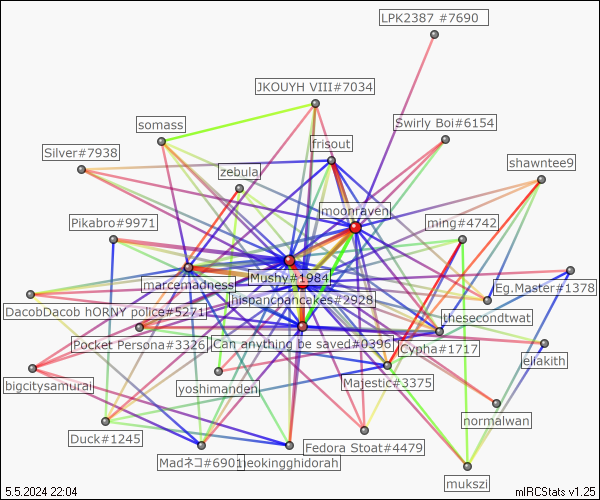 LPK2387 #7690
JKOUYH VIII#7034
Swirly Boi#6154
somass
frisout
Silver#7938
shawntee9
zebula
moonraven
Pikabro#9971
ming#4742
Mushy#1984
marcemadness
Eg.Master#1378
hispancpancakes#2928
DacobDacob hORNY police#5271
thesecondtwat
Pocket Persona#3326
Can anything be saved#0396
Cypha#1717
eliakith
bigcitysamurai
yoshimanden
Majestic#3375
normalwan
Duck#1245
Fedora Stoat#4479
Madネコ#6901
eokingghidorah
mukszi
5.5.2024 22:04
mIRCStats v1.25